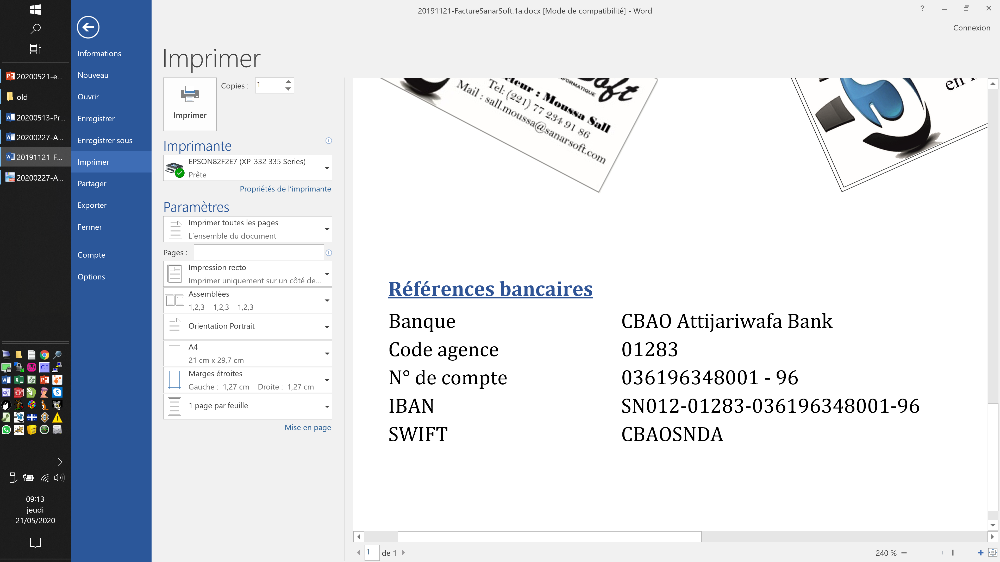 20191121-FactureSanarSoft.1a.docx [Mode de compatibilité] - Word
?
Connexion
20200521-e...
old
20200513-Pr...
20200227-A...
20191121-F...
20200227-A...
09:13
jeudi
21/05/2020
Informations
Nouveau
Ouvrir
Enregistrer
Enregistrer sous
Imprimer
Partager
Exporter
Fermer
Compte
Options
Imprimer
Imprimer
Copies : 1
Imprimante
EPSON82F2E7 (XP-332 335 Series)
Prête
Propriétés de l'imprimante
Paramètres
Imprimer toutes les pages
L'ensemble du document
Pages :
Impression recto
Imprimer uniquement sur un côté de...
Assemblées
1,2,3 1,2,3 1,2,3
Orientation Portrait
A4
21 cm x 29,7 cm
Marges étroites
Gauche : 1,27 cm Droite : 1,27 cm
1 page par feuille
Mise en page
: Moussa Sall
Tel: (221) 77 234 91 86
Mail : sall.moussa@sanarsoft.com
en
Références bancaires
Banque CBAO Attijariwafa Bank
Code agence 01283
N° de compte 036196348001 - 96
IBAN SN012-01283-036196348001-96
SWIFT CBAOSNDA
1 de 1
240 %